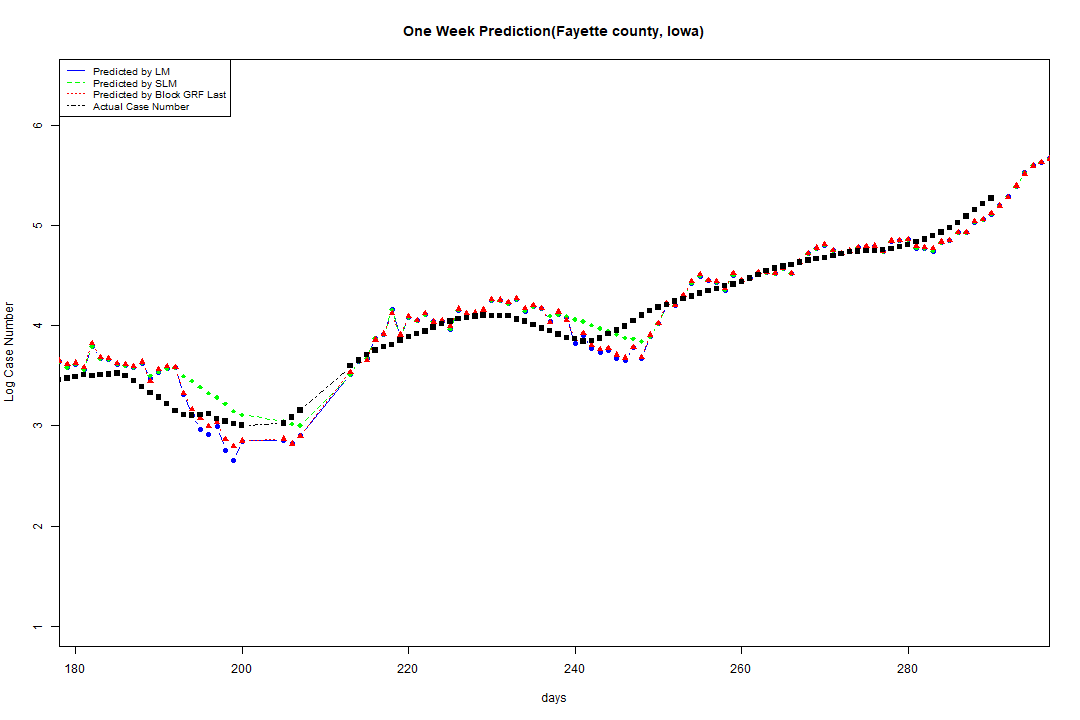 One Week Prediction(Fayette county, Iowa)
Predicted by LM
Predicted by SLM
Predicted by Block GRF Last
Actual Case Number
6
5
4
3
2
1
Log Case Number
180 200 220 240 260 280
days